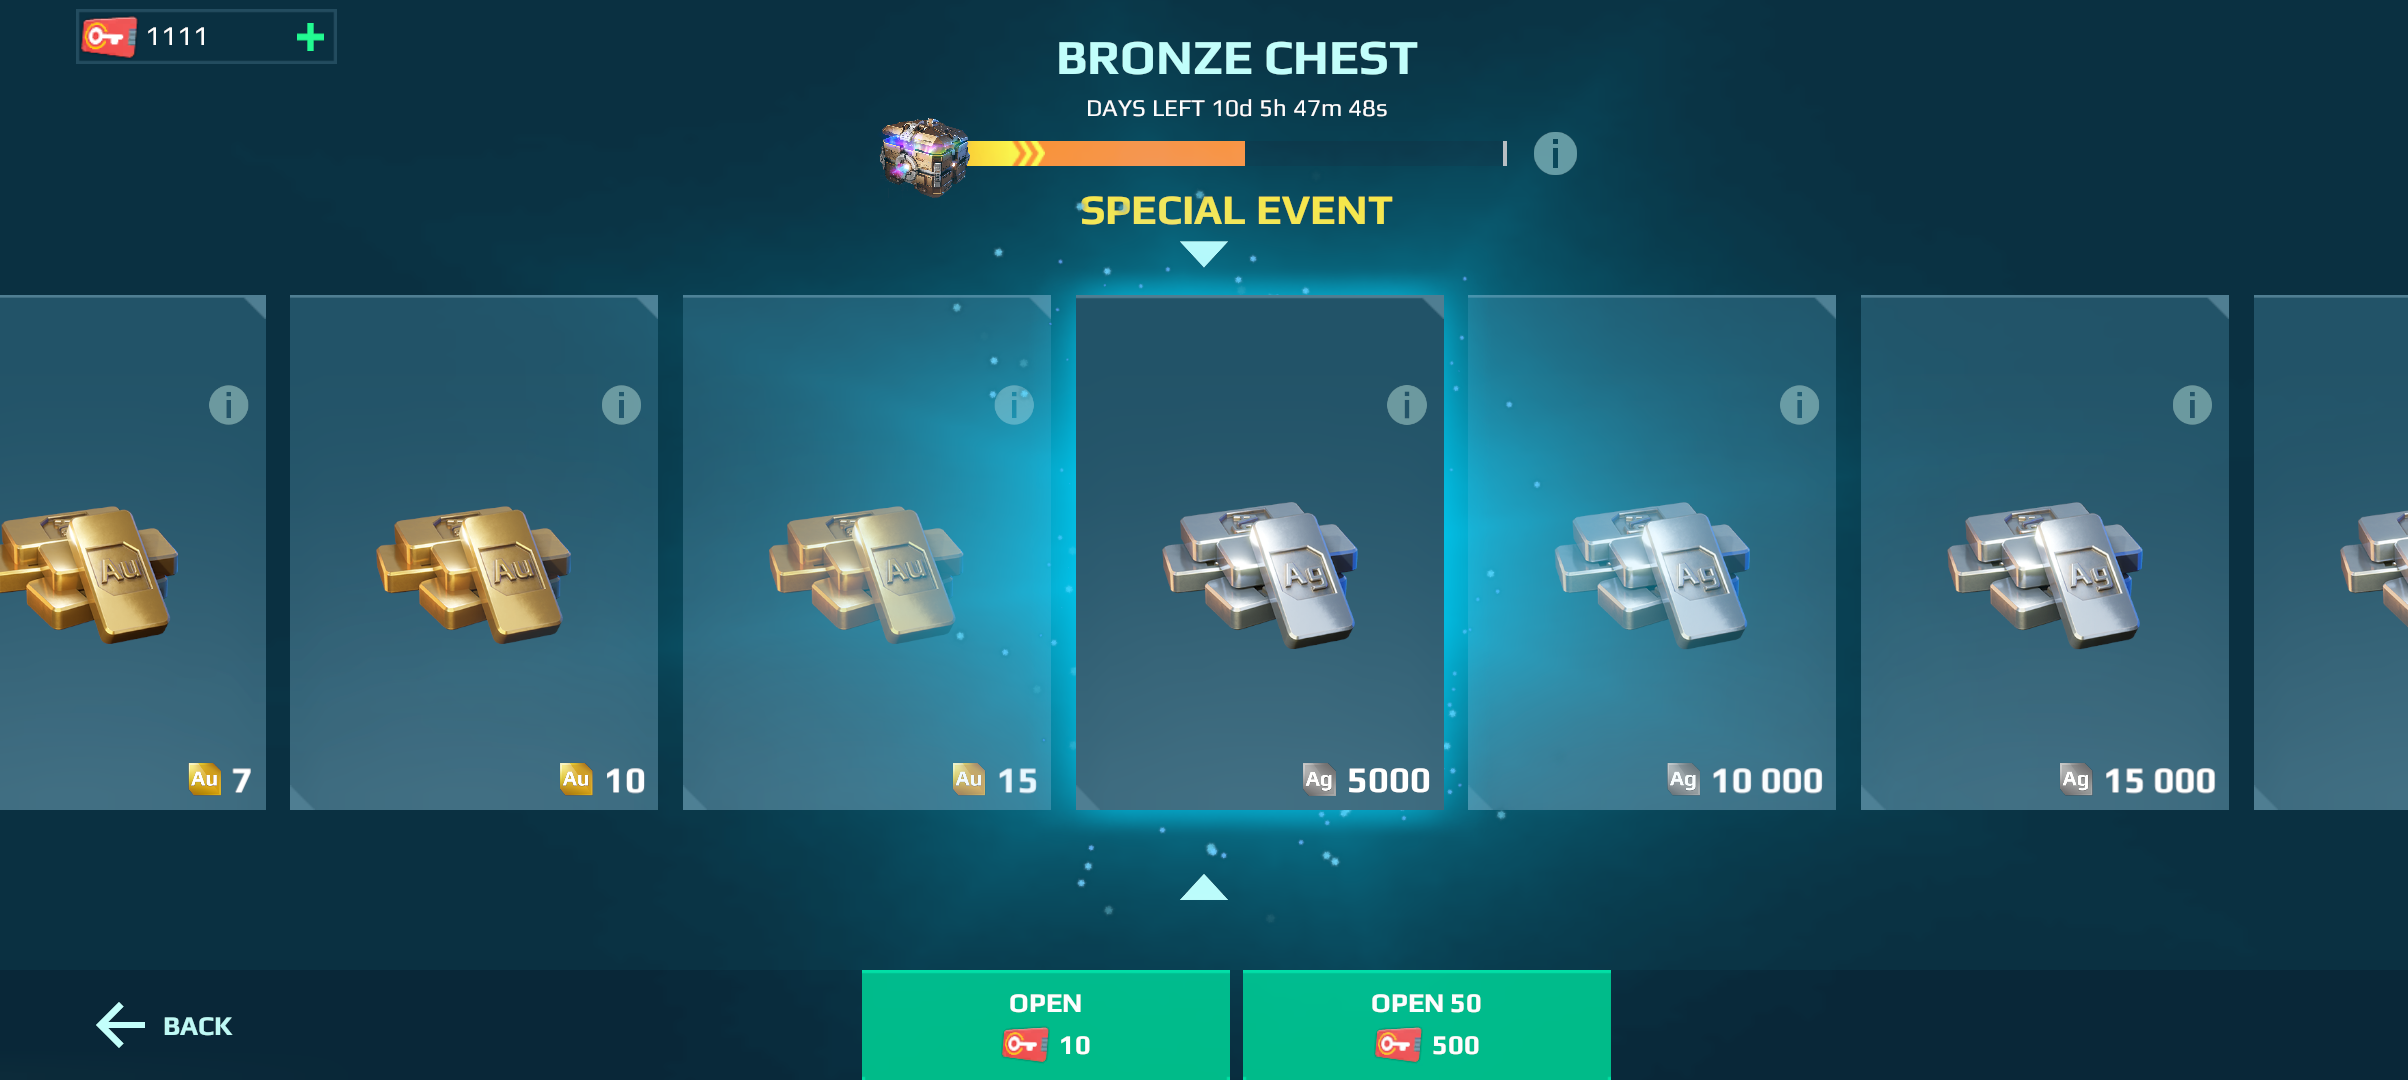 1111
BRONZE CHEST
DAYS LEFT 10d 5h 47m 48s
i
SPECIAL EVENT
i
i
i
i
i
i
Au
Au
Au
Ag
Ag
Ag
Au 7
Au 10
Au 15
Ag 5000
Ag 10 000
Ag 15 000
BACK
OPEN
10
OPEN 50
500